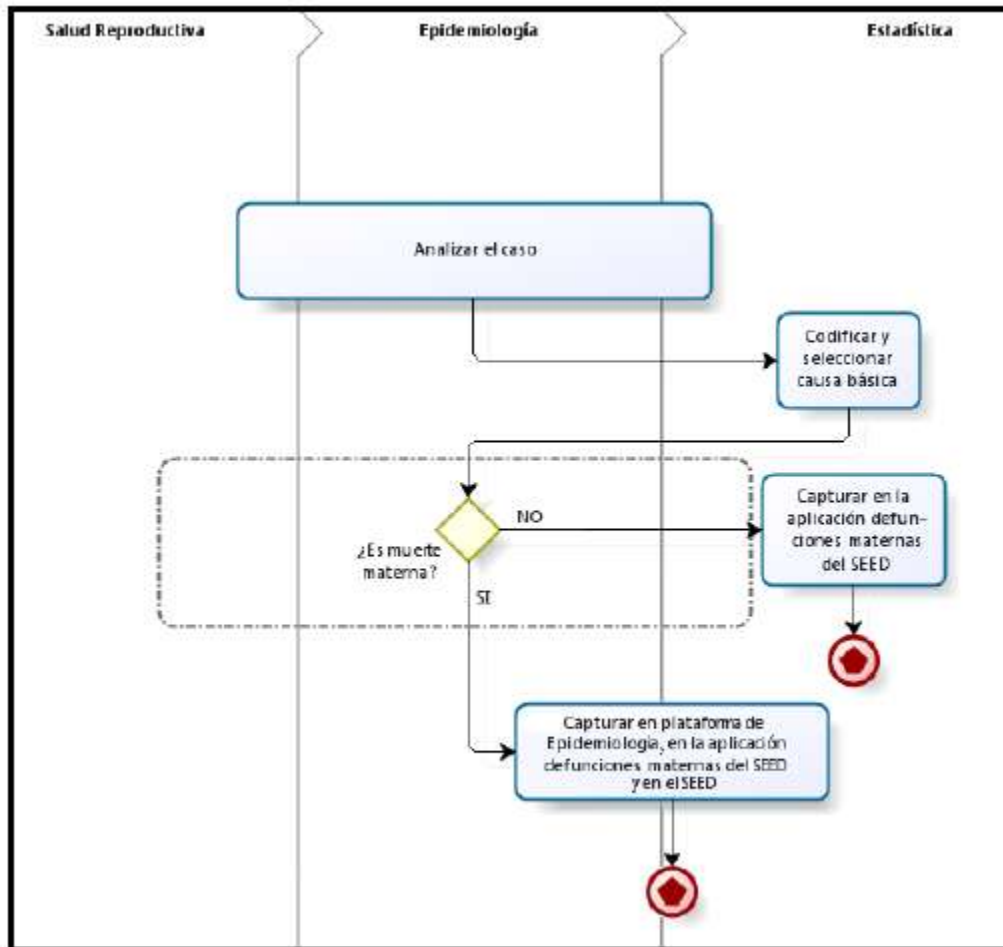 Salud Reproductiva
Epidemiología
Estadística
Analizar el caso
Codificar y
seleccionar
causa básica
Capturar en la
aplicación defun-
ciones maternas
del SEED
NO
¿Es muerte
materna?
SI
Capturar en plataforma de
Epidemiología, en la aplicación
defunciones maternas del SEED
y en el SEED